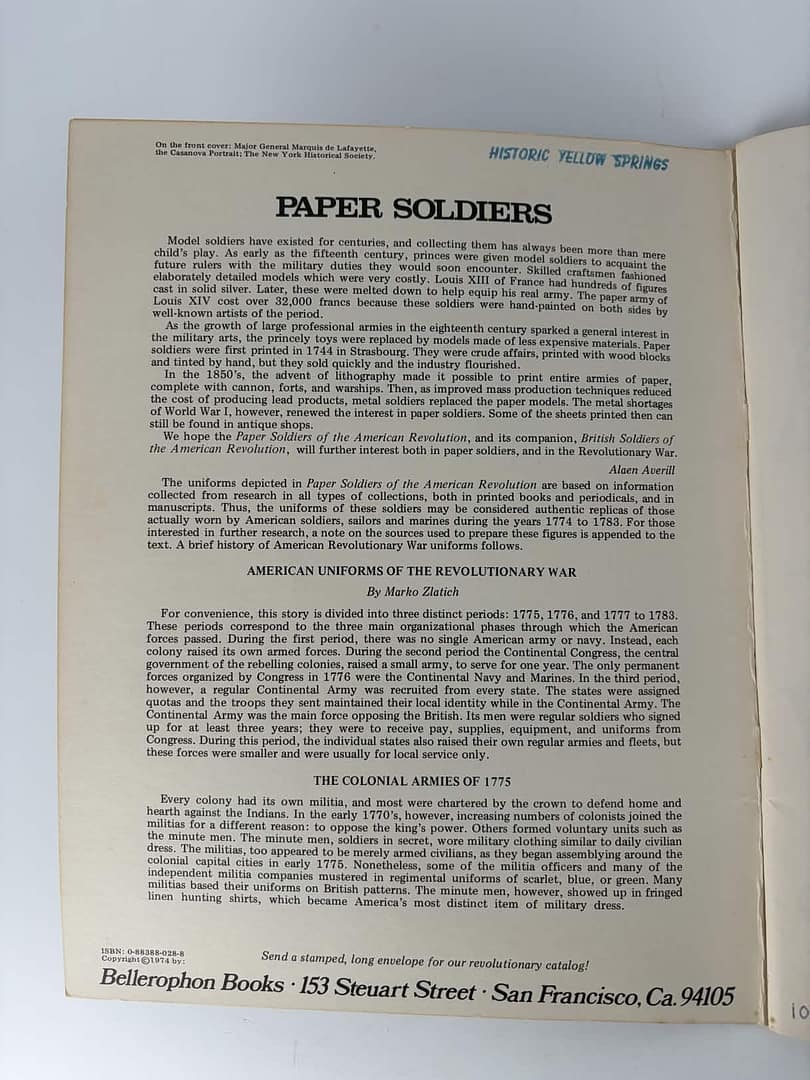 On the front cover: Major General Marquis de Lafayette,
the Casanova Portrait; The New York Historical Society.
HISTORIC YELLOW SPRINGS
PAPER SOLDIERS
Model soldiers have existed for centuries, and collecting them has always been more than mere
child's play. As early as the fifteenth century, princes were given model soldiers to acquaint the
future rulers with the military duties they would soon encounter. Skilled craftsmen fashioned
elaborately detailed models which were very costly. Louis XIII of France had hundreds of figures
cast in solid silver. Later, these were melted down to help equip his real army. The paper army of
Louis XIV cost over 32,000 francs because these soldiers were hand-painted on both sides by
well-known artists of the period.
As the growth of large professional armies in the eighteenth century sparked a general interest in
the military arts, the princely toys were replaced by models made of less expensive materials. Paper
soldiers were first printed in 1744 in Strasbourg. They were crude affairs, printed with wood blocks
and tinted by hand, but they sold quickly and the industry flourished.
In the 1850's, the advent of lithography made it possible to print entire armies of paper,
complete with cannon, forts, and warships. Then, as improved mass production techniques reduced
the cost of producing lead products, metal soldiers replaced the paper models. The metal shortages
of World War I, however, renewed the interest in paper soldiers. Some of the sheets printed then can
still be found in antique shops.
We hope the Paper Soldiers of the American Revolution, and its companion, British Soldiers of
the American Revolution, will further interest both in paper soldiers, and in the Revolutionary War.
Alaen Averill
The uniforms depicted in Paper Soldiers of the American Revolution are based on information
collected from research in all types of collections, both in printed books and periodicals, and in
manuscripts. Thus, the uniforms of these soldiers may be considered authentic replicas of those
actually worn by American soldiers, sailors and marines during the years 1774 to 1783. For those
interested in further research, a note on the sources used to prepare these figures is appended to the
text. A brief history of American Revolutionary War uniforms follows.
AMERICAN UNIFORMS OF THE REVOLUTIONARY WAR
By Marko Zlatich
For convenience, this story is divided into three distinct periods: 1775, 1776, and 1777 to 1783.
These periods correspond to the three main organizational phases through which the American
forces passed. During the first period, there was no single American army or navy. Instead, each
colony raised its own armed forces. During the second period the Continental Congress, the central
government of the rebelling colonies, raised a small army, to serve for one year. The only permanent
forces organized by Congress in 1776 were the Continental Navy and Marines. In the third period,
however, a regular Continental Army was recruited from every state. The states were assigned
quotas and the troops they sent maintained their local identity while in the Continental Army. The
Continental Army was the main force opposing the British. Its men were regular soldiers who signed
up for at least three years; they were to receive pay, supplies, equipment, and uniforms from
Congress. During this period, the individual states also raised their own regular armies and fleets, but
these forces were smaller and were usually for local service only.
THE COLONIAL ARMIES OF 1775
Every colony had its own militia, and most were chartered by the crown to defend home and
hearth against the Indians. In the early 1770's, however, increasing numbers of colonists joined the
militias for a different reason: to oppose the king's power. Others formed voluntary units such as
the minute men. The minute men, soldiers in secret, wore military clothing similar to daily civilian
dress. The militias, too appeared to be merely armed civilians, as they began assembling around the
colonial capital cities in early 1775. Nonetheless, some of the militia officers and many of the
independent militia companies mustered in regimental uniforms of scarlet, blue, or green. Many
militias based their uniforms on British patterns. The minute men, however, showed up in fringed
linen hunting shirts, which became America's most distinct item of military dress.
ISBN: 0-88388-028-8
Copyright © 1974 by:
Send a stamped, long envelope for our revolutionary catalog!
Bellerophon Books · 153 Steuart Street · San Francisco, Ca. 94105
10